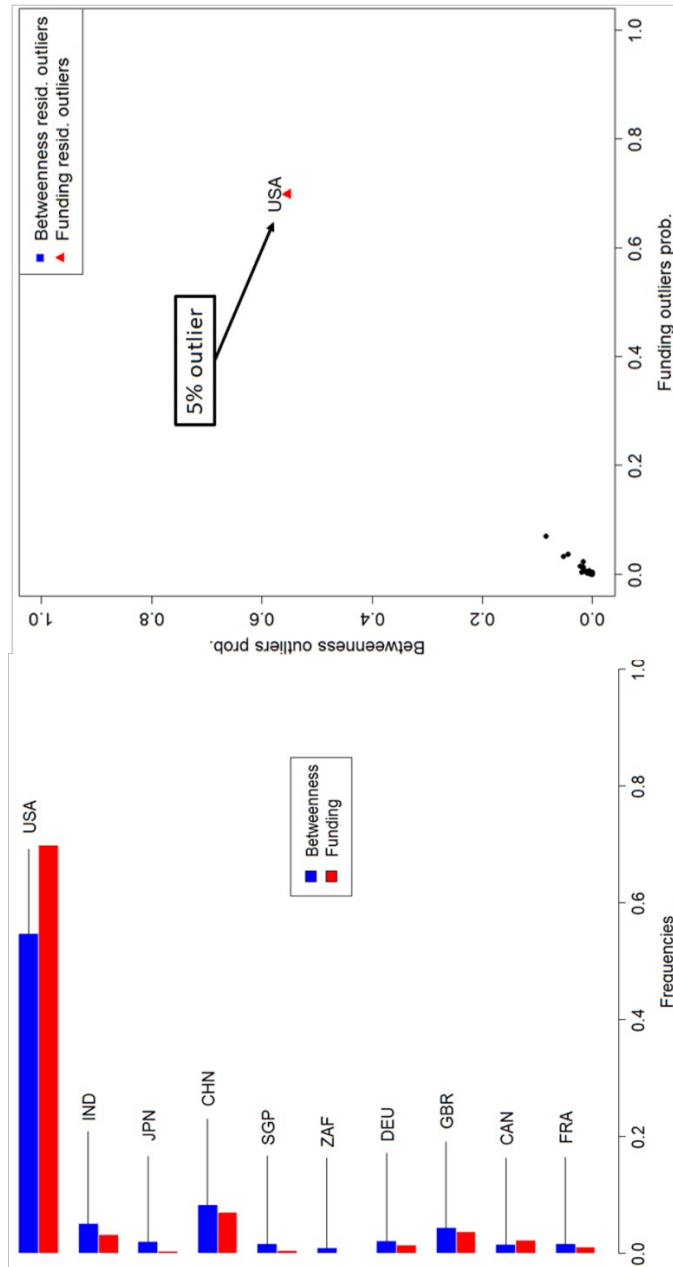 1.0
0.8
0.6
0.4
0.2
0.0
Frequencies
Betweenness
Funding
FRA
CAN
GBR
DEU
ZAF
SGP
CHN
JPN
IND
USA
Betweenness resid. outliers
Funding resid. outliers
5% outlier
USA
Betweenness outliers prob.
0.0
0.2
0.4
0.6
0.8
1.0
0.0
0.2
0.4
0.6
0.8
1.0
Funding outliers prob.